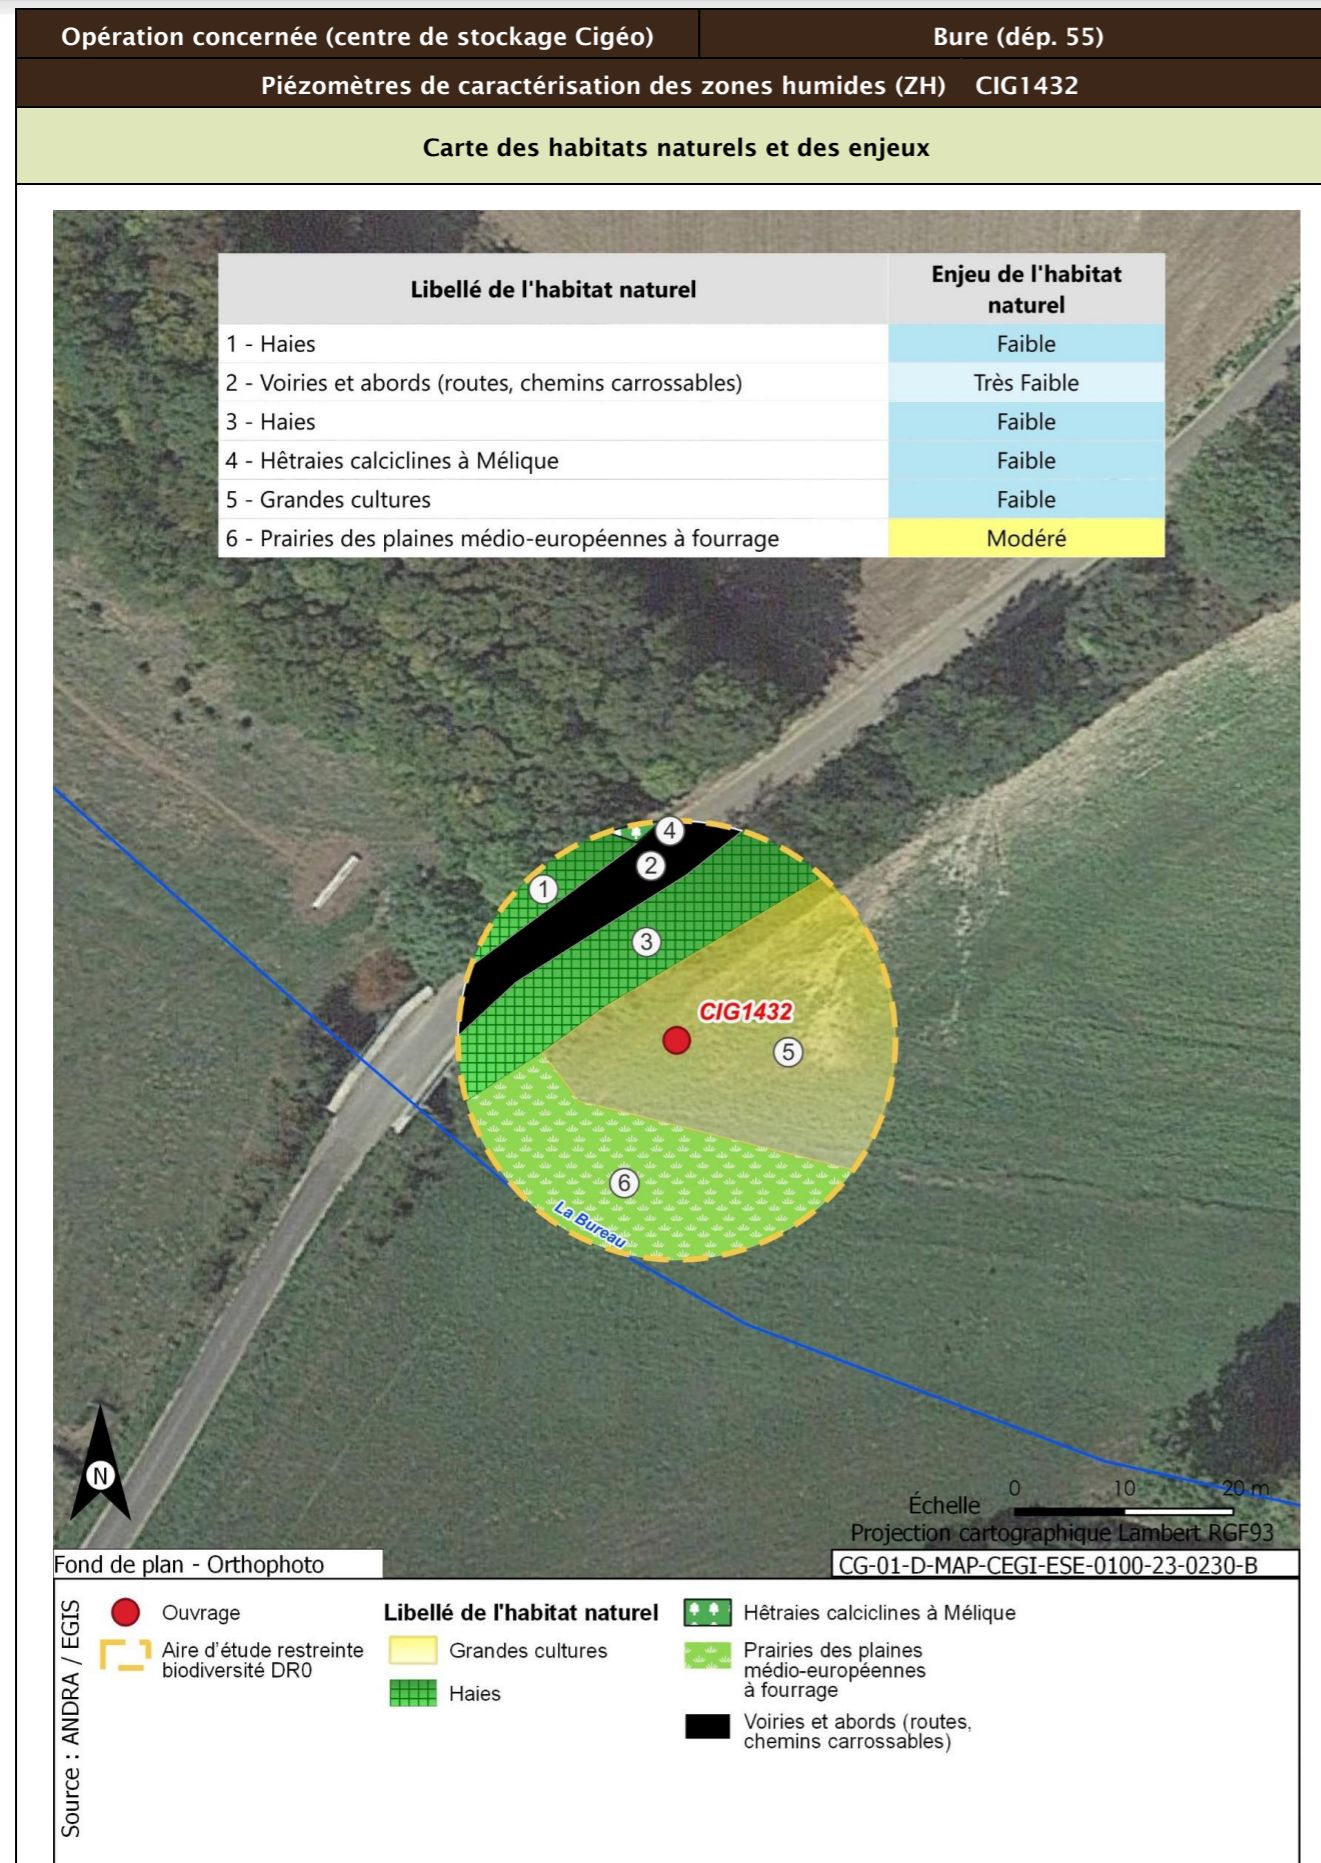 Opération concernée (centre de stockage Cigéo) Bure (dép. 55)
Piézomètres de caractérisation des zones humides (ZH) CIG1432
Carte des habitats naturels et des enjeux
Libellé de l'habitat naturel Enjeu de l'habitat
naturel
1 - Haies Faible
2 - Voiries et abords (routes, chemins carrossables) Très Faible
3 - Haies Faible
4 - Hêtraies calciclines à Mélique Faible
5 - Grandes cultures Faible
6 - Prairies des plaines médio-européennes à fourrage Modéré
4
2
1
3
CIG1432
5
6
La Bureau
N
0 10 20 m
Échelle
Projection cartographique Lambert RGF93
Fond de plan - Orthophoto
CG-01-D-MAP-CEGI-ESE-0100-23-0230-B
Source : ANDRA / EGIS
Ouvrage
Aire d'étude restreinte
biodiversité DR0
Libellé de l'habitat naturel
Grandes cultures
Haies
Hêtraies calciclines à Mélique
Prairies des plaines
médio-européennes
à fourrage
Voiries et abords (routes,
chemins carrossables)